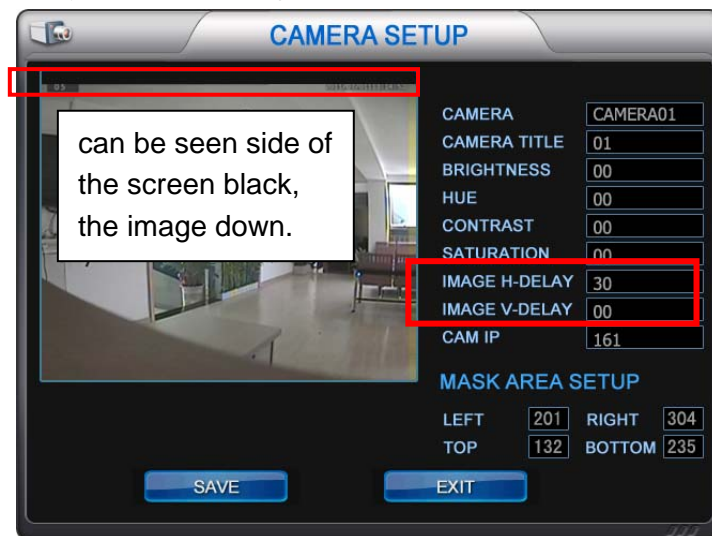 CAMERA SETUP
05
can be seen side of
the screen black,
the image down.
CAMERA CAMERA01
CAMERA TITLE 01
BRIGHTNESS 00
HUE 00
CONTRAST 00
SATURATION 00
IMAGE H-DELAY 30
IMAGE V-DELAY 00
CAM IP 161
MASK AREA SETUP
LEFT 201 RIGHT 304
TOP 132 BOTTOM 235
SAVE EXIT